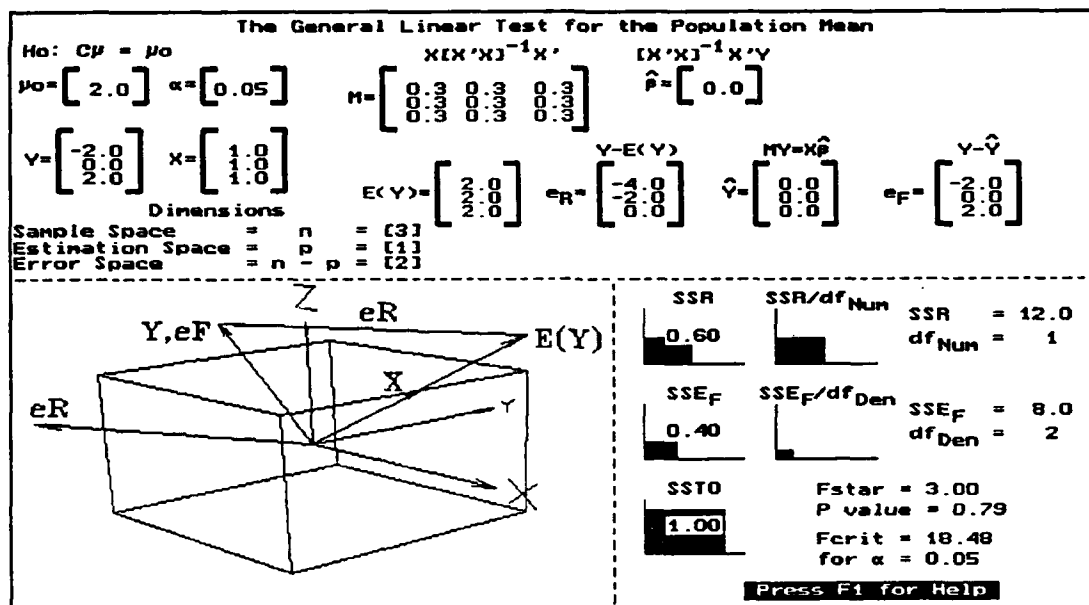 The General Linear Test for the Population Mean
Ho: Cμ = μo
X[X'X]⁻¹X' [X'X]⁻¹X'Y
μo=[ 2.0 ] α=[ 0.05 ] M=[ 0.3 0.3 0.3 β̂=[ 0.0 ]
0.3 0.3 0.3
0.3 0.3 0.3 ]
Y=[ -2.0 X=[ 1.0
0.0 1.0
2.0 ] 1.0 ]
Y-E(Y) MY=Xβ̂ Y-Ŷ
E(Y)=[ 2.0 eR=[ -4.0 Ŷ=[ 0.0 eF=[ -2.0
2.0 -2.0 0.0 0.0
2.0 ] 0.0 ] 0.0 ] 2.0 ]
Dimensions
Sample Space = n = [3]
Estimation Space = p = [1]
Error Space = n - p = [2]
Z
eR
Y,eF
E(Y)
X
eR
Y
X
SSR SSR/dfNum
0.60
SSR = 12.0
dfNum = 1
SSEF SSEF/dfDen
0.40
SSEF = 8.0
dfDen = 2
SSTO
1.00
Fstar = 3.00
P value = 0.79
Fcrit = 18.48
for α = 0.05
Press F1 for Help